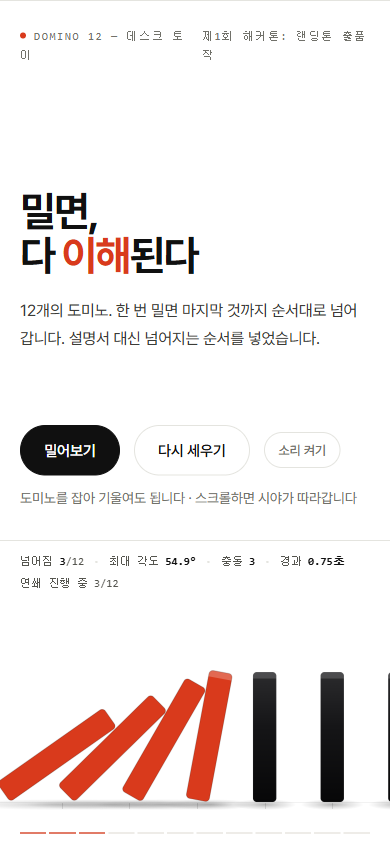 DOMINO 12 — 데스크 토이
제1회 해커톤: 랜딩톤 출품작
밀면,
다 이해된다
12개의 도미노. 한 번 밀면 마지막 것까지 순서대로 넘어
갑니다. 설명서 대신 넘어지는 순서를 넣었습니다.
밀어보기
다시 세우기
소리 켜기
도미노를 잡아 기울여도 됩니다 · 스크롤하면 시야가 따라갑니다
넘어짐 3/12 · 최대 각도 54.9° · 충돌 3 · 경과 0.75초
연쇄 진행 중 3/12